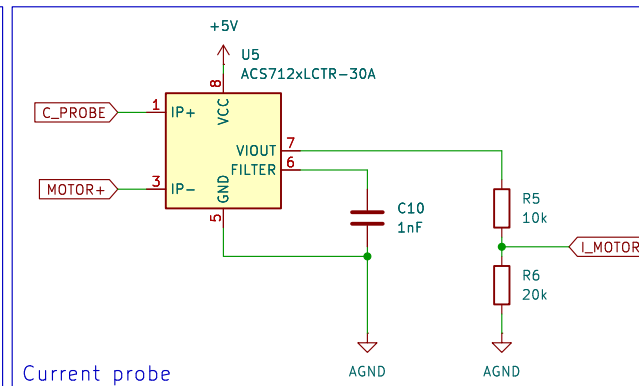 +5V
U5
ACS712xLCTR-30A
8
VCC
C_PROBE
1
IP+
VIOUT
7
FILTER
6
MOTOR+
3
IP-
GND
5
C10
1nF
R5
10k
I_MOTOR
R6
20k
AGND
AGND
Current probe